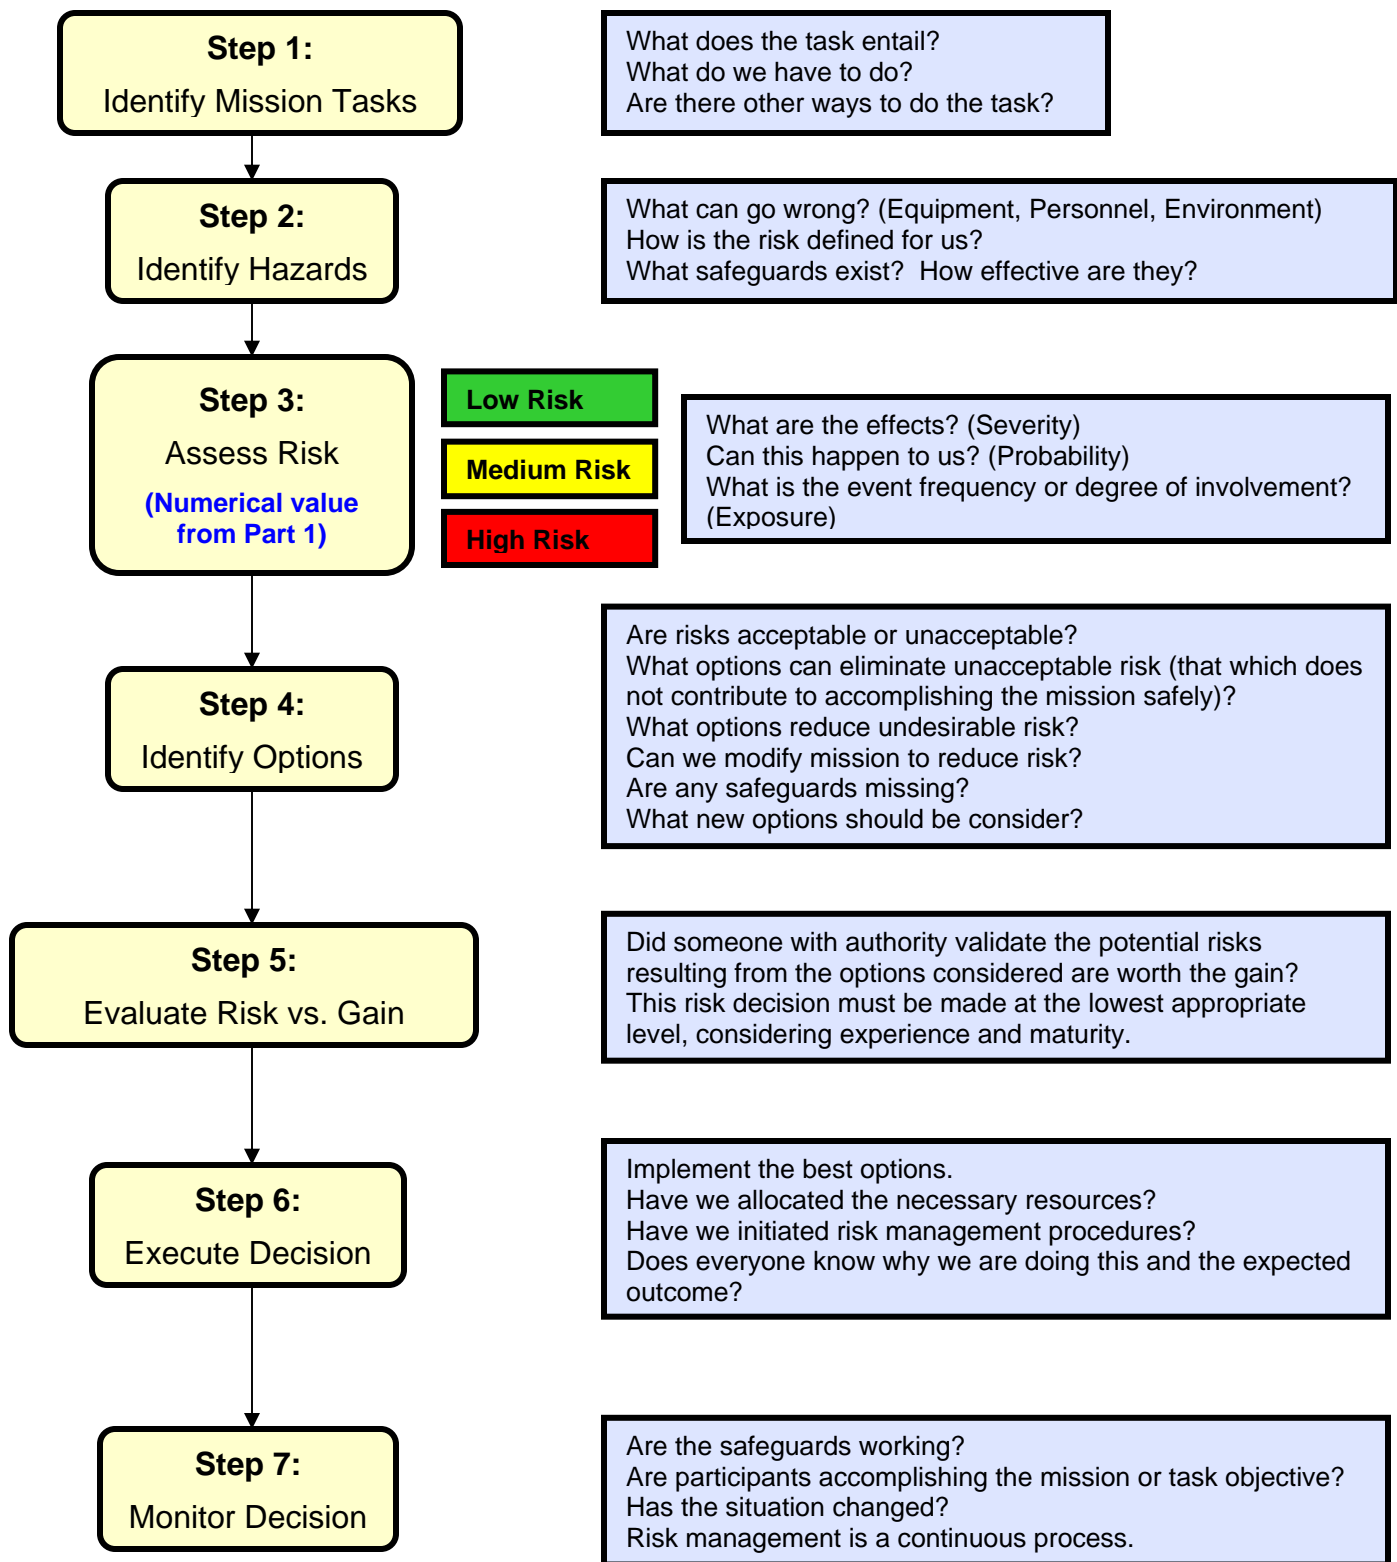 Step 1:
Identify Mission Tasks
What does the task entail?
What do we have to do?
Are there other ways to do the task?
Step 2:
Identify Hazards
What can go wrong? (Equipment, Personnel, Environment)
How is the risk defined for us?
What safeguards exist?  How effective are they?
Step 3:
Assess Risk
(Numerical value
from Part 1)
Low Risk
Medium Risk
High Risk
What are the effects? (Severity)
Can this happen to us? (Probability)
What is the event frequency or degree of involvement?
(Exposure)
Step 4:
Identify Options
Are risks acceptable or unacceptable?
What options can eliminate unacceptable risk (that which does
not contribute to accomplishing the mission safely)?
What options reduce undesirable risk?
Can we modify mission to reduce risk?
Are any safeguards missing?
What new options should be consider?
Step 5:
Evaluate Risk vs. Gain
Did someone with authority validate the potential risks
resulting from the options considered are worth the gain?
This risk decision must be made at the lowest appropriate
level, considering experience and maturity.
Step 6:
Execute Decision
Implement the best options.
Have we allocated the necessary resources?
Have we initiated risk management procedures?
Does everyone know why we are doing this and the expected
outcome?
Step 7:
Monitor Decision
Are the safeguards working?
Are participants accomplishing the mission or task objective?
Has the situation changed?
Risk management is a continuous process.